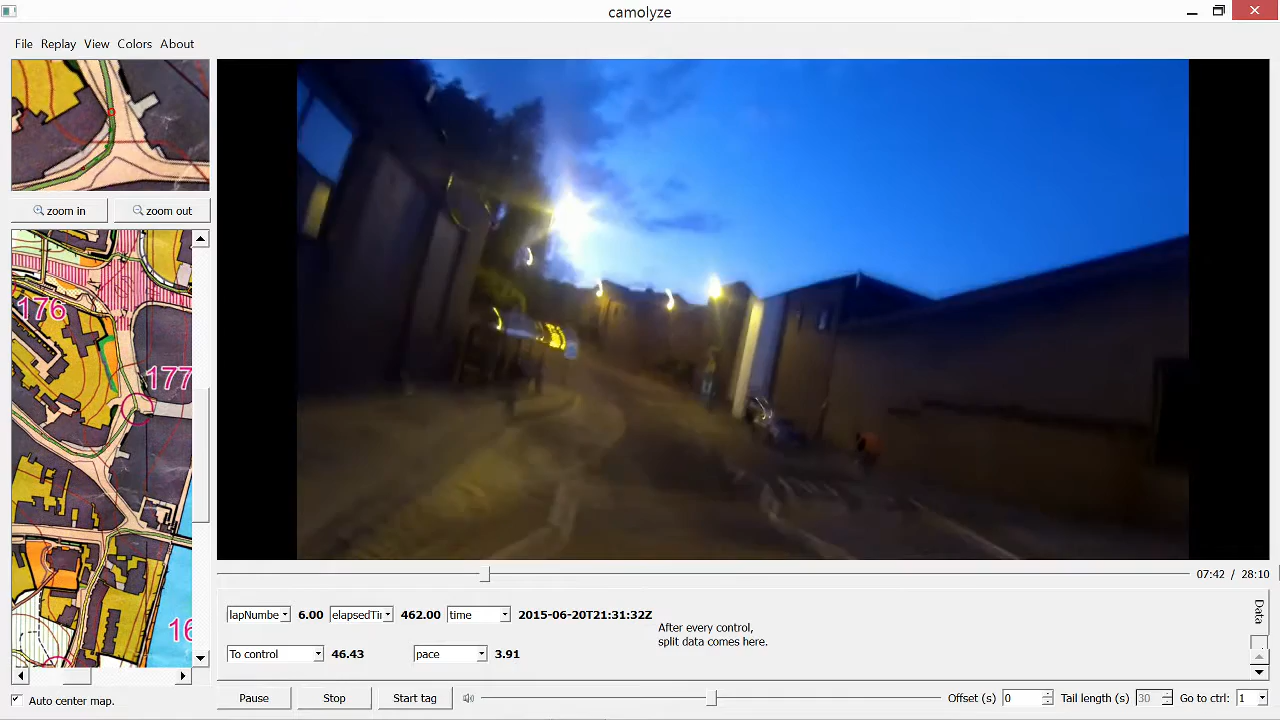 camolyze
File Replay View Colors About
zoom in
zoom out
176
177
16
07:42 / 28:10
lapNumbe 6.00 elapsedTii 462.00 time 2015-06-20T21:31:32Z
After every control,
split data comes here.
Data
To control 46.43 pace 3.91
Auto center map.
Pause Stop Start tag Offset (s) 0 Tail length (s) 30 Go to ctrl: 1